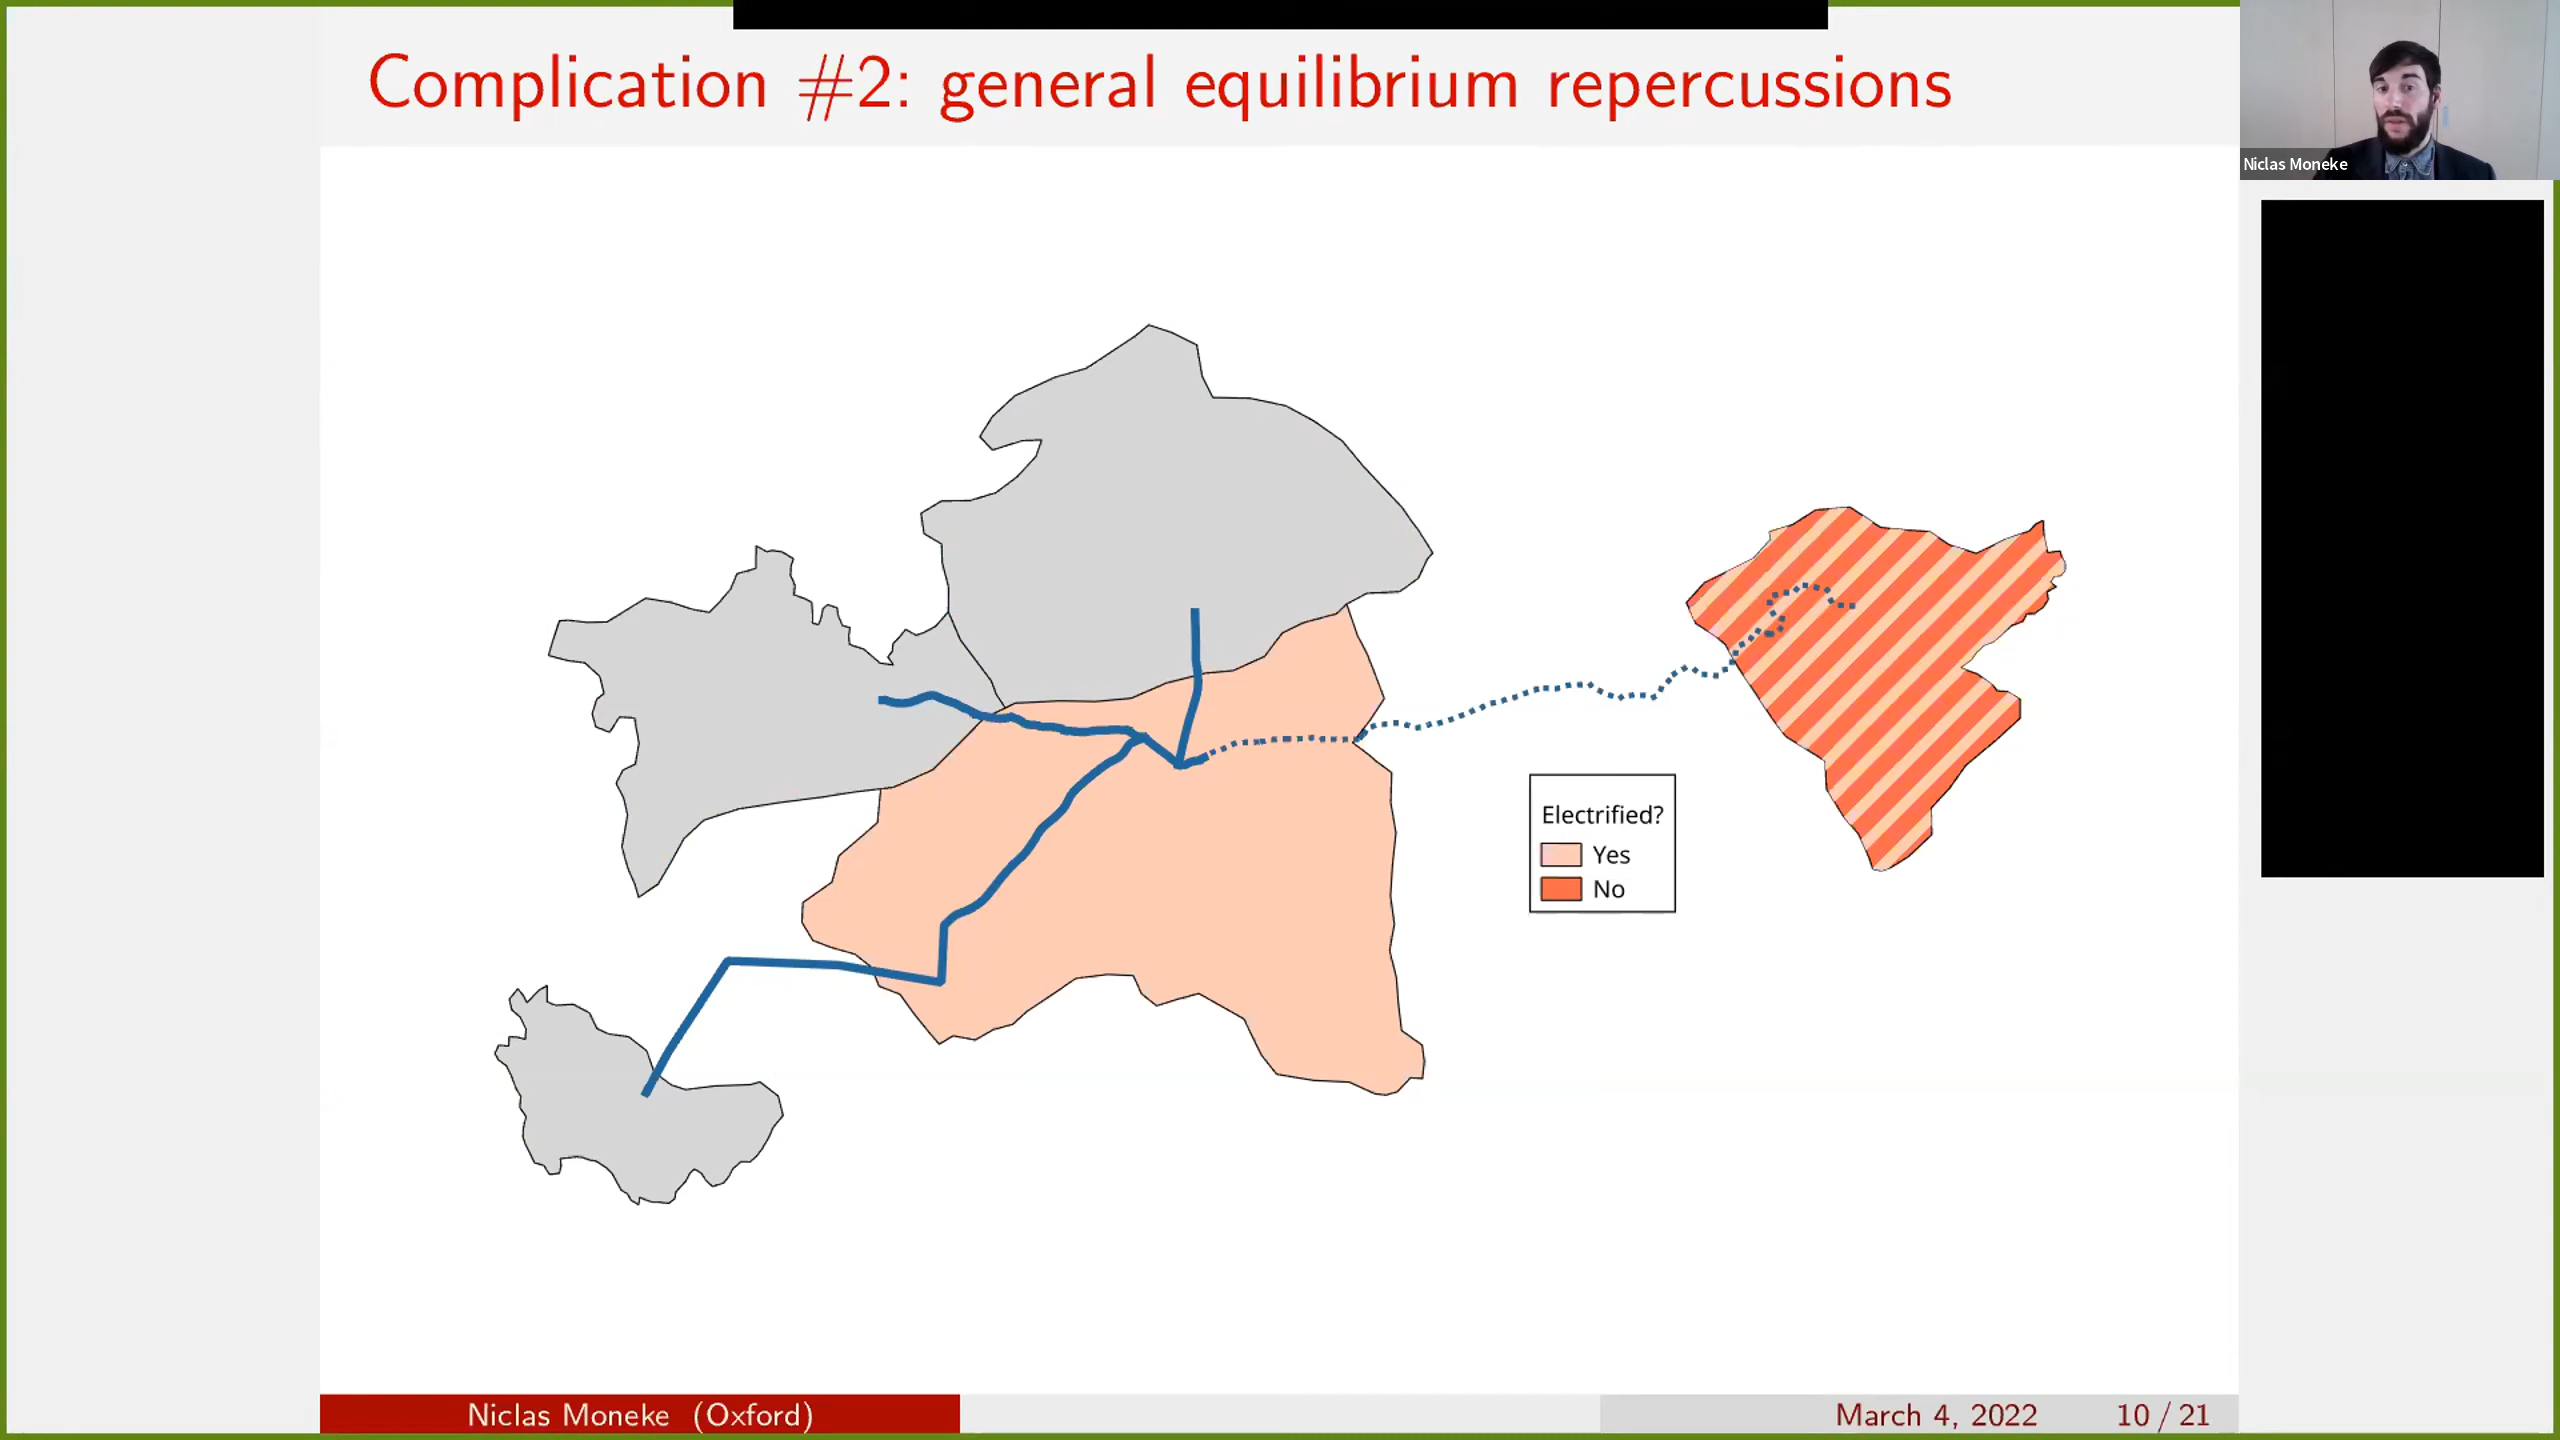 Complication #2: general equilibrium repercussions
Niclas Moneke
Electrified?
Yes
No
Niclas Moneke (Oxford)
March 4, 2022
10 / 21